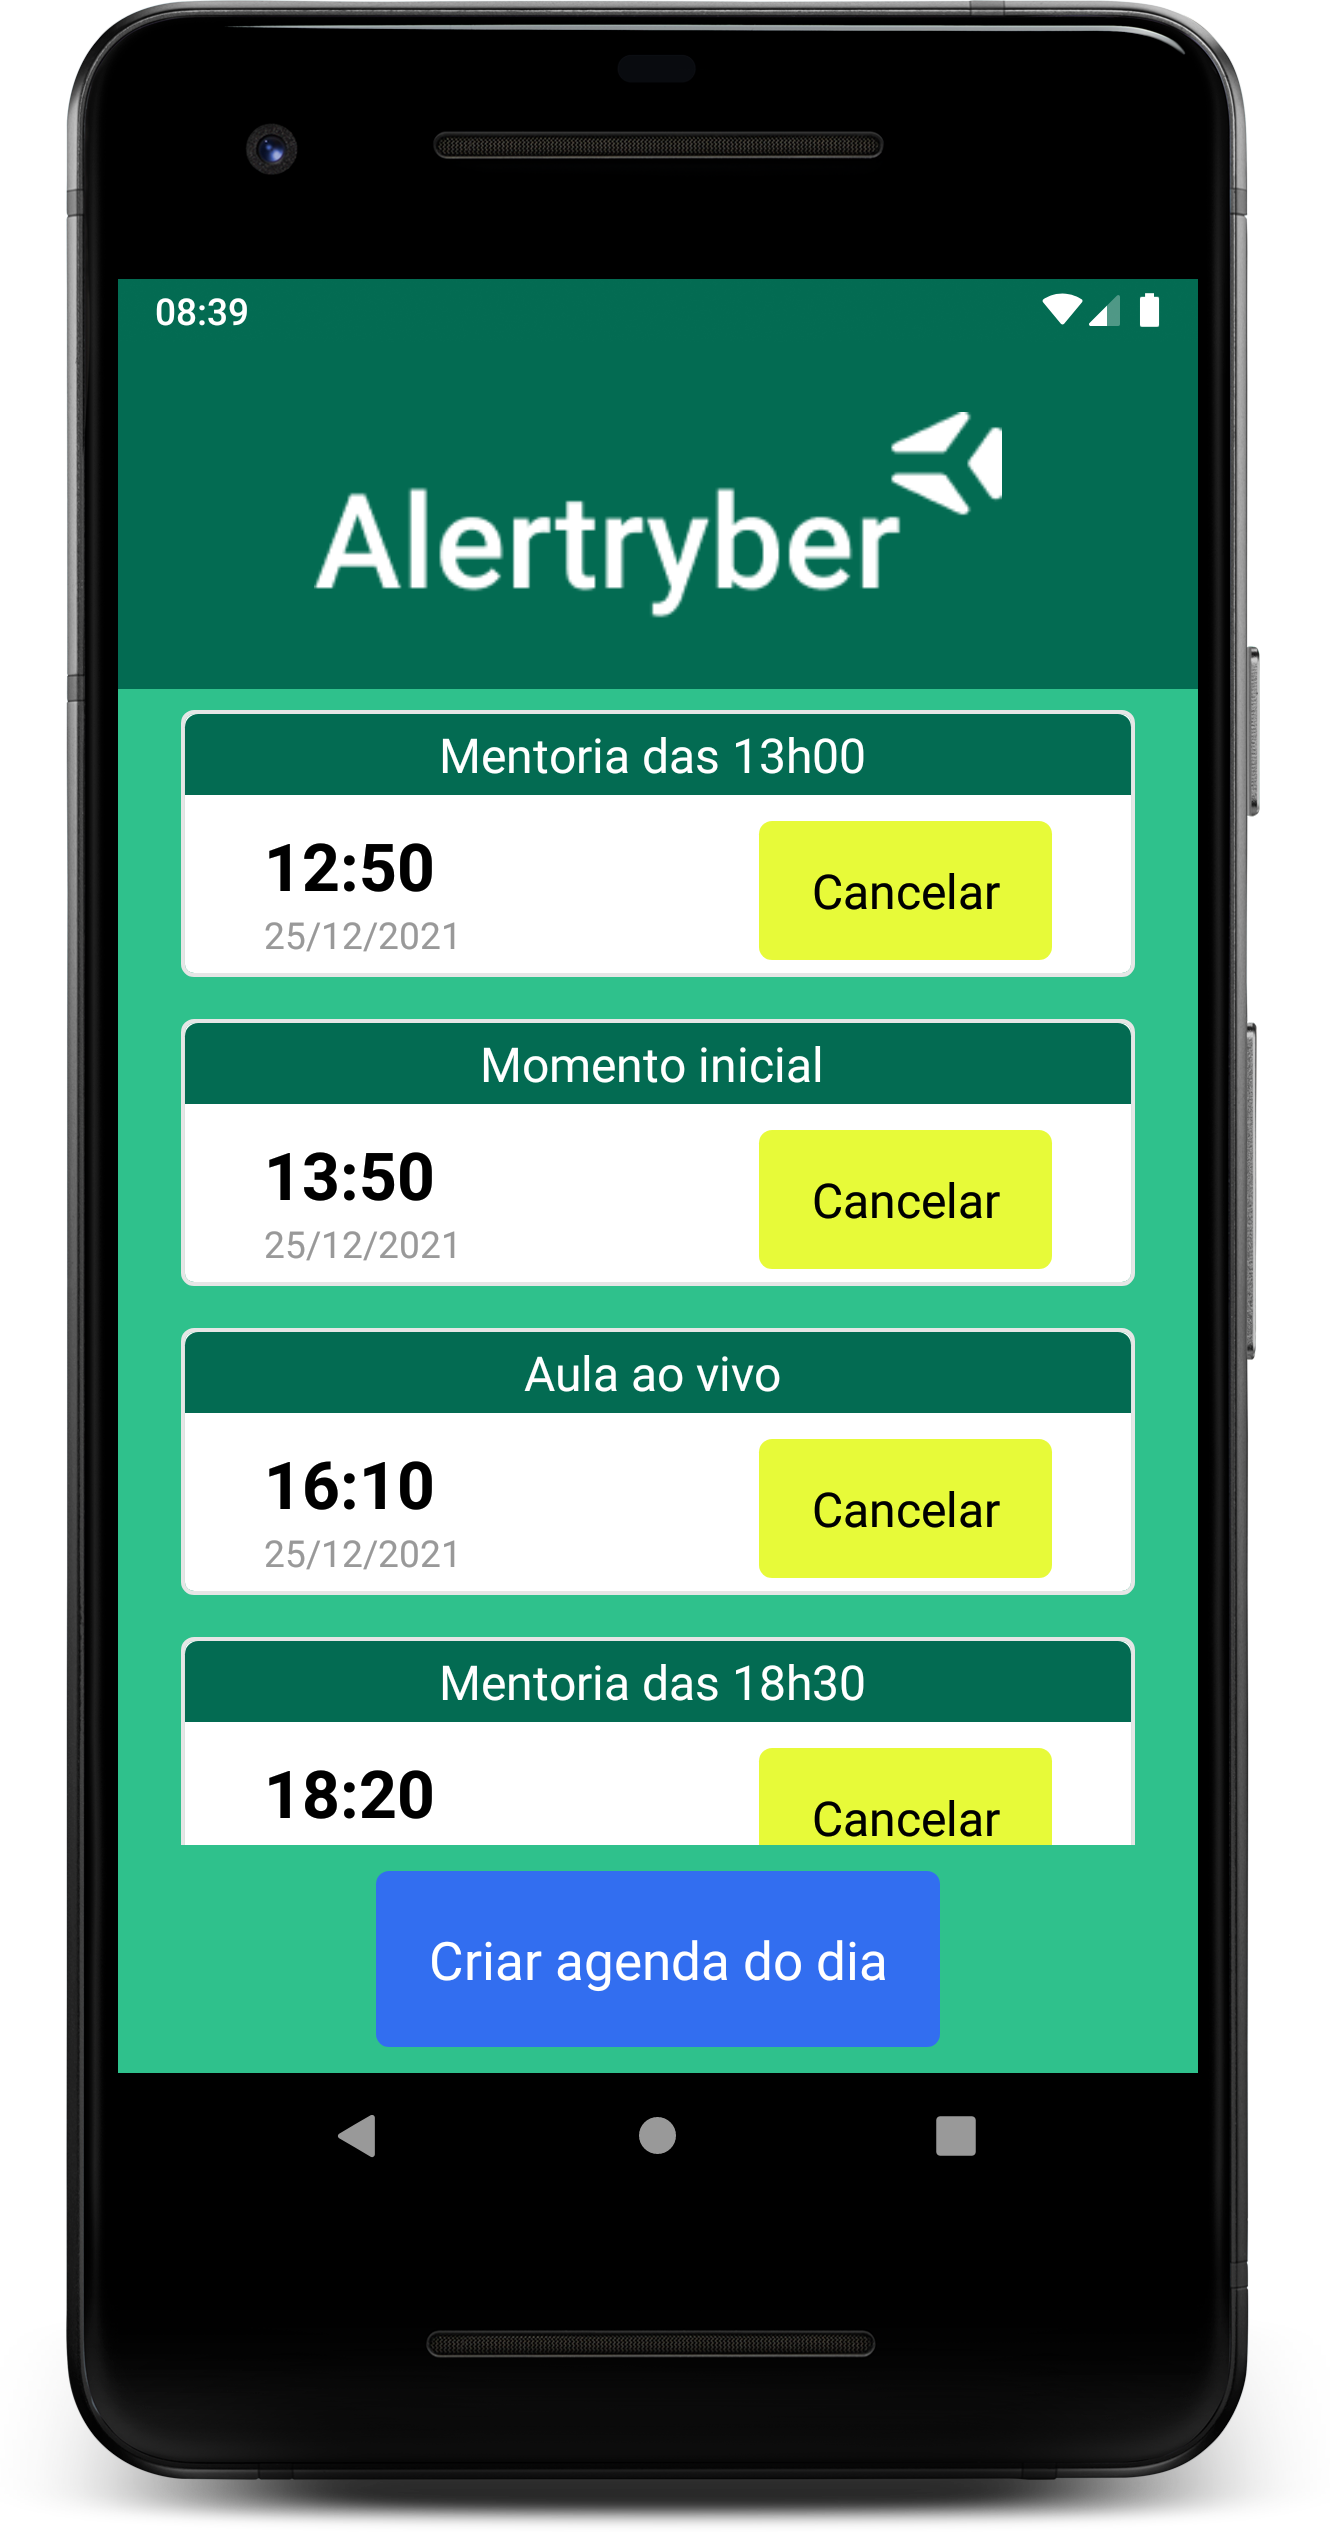 08:39
Alertryber
Mentoria das 13h00
12:50
Cancelar
25/12/2021
Momento inicial
13:50
Cancelar
25/12/2021
Aula ao vivo
16:10
Cancelar
25/12/2021
Mentoria das 18h30
18:20
Cancelar
Criar agenda do dia